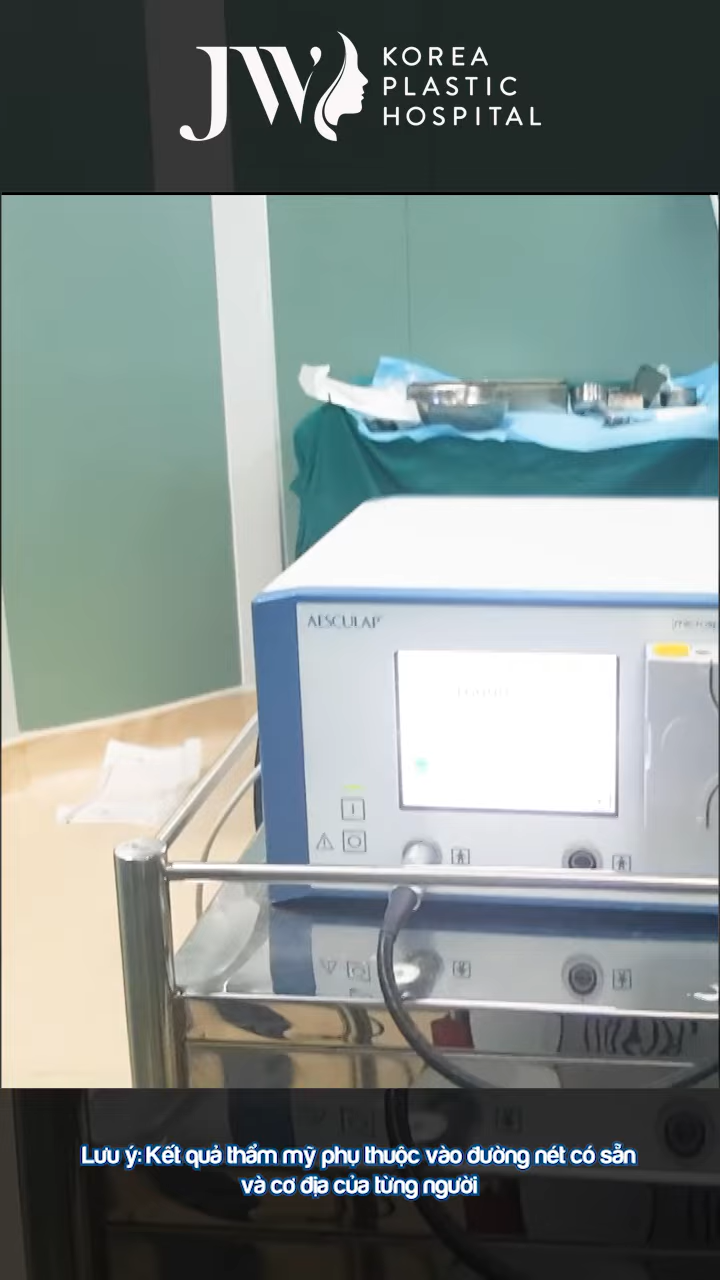 JW
KOREA
PLASTIC
HOSPITAL
AESCULAP
Lưu ý: Kết quả thẩm mỹ phụ thuộc vào đường nét có sẵn
và cơ địa của từng người